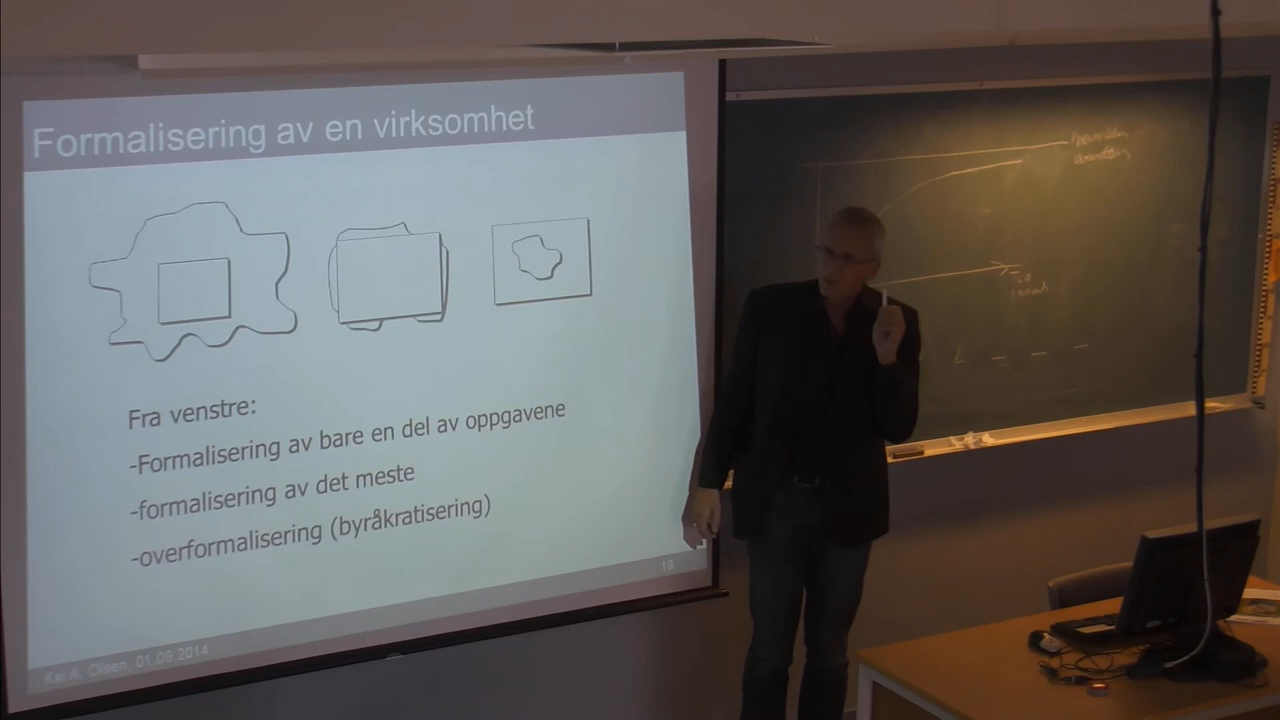 Formalisering av en virksomhet
Fra venstre:
-Formalisering av bare en del av oppgavene
-formalisering av det meste
-overformalisering (byråkratisering)
19
Kai A. Olsen, 01.09.2014